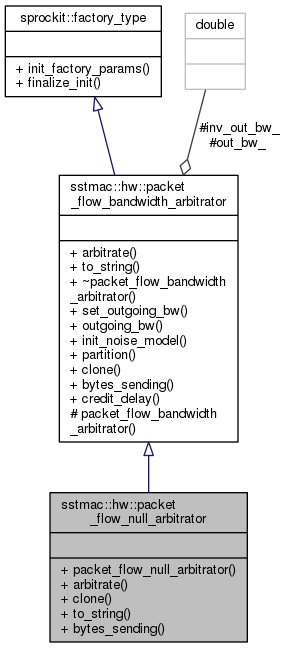 sprockit::factory_type
+ init_factory_params()
+ finalize_init()
double
#inv_out_bw_
#out_bw_
sstmac::hw::packet
_flow_bandwidth_arbitrator
+ arbitrate()
+ to_string()
+ ~packet_flow_bandwidth
_arbitrator()
+ set_outgoing_bw()
+ outgoing_bw()
+ init_noise_model()
+ partition()
+ clone()
+ bytes_sending()
+ credit_delay()
# packet_flow_bandwidth
_arbitrator()
sstmac::hw::packet
_flow_null_arbitrator
+ packet_flow_null_arbitrator()
+ arbitrate()
+ clone()
+ to_string()
+ bytes_sending()